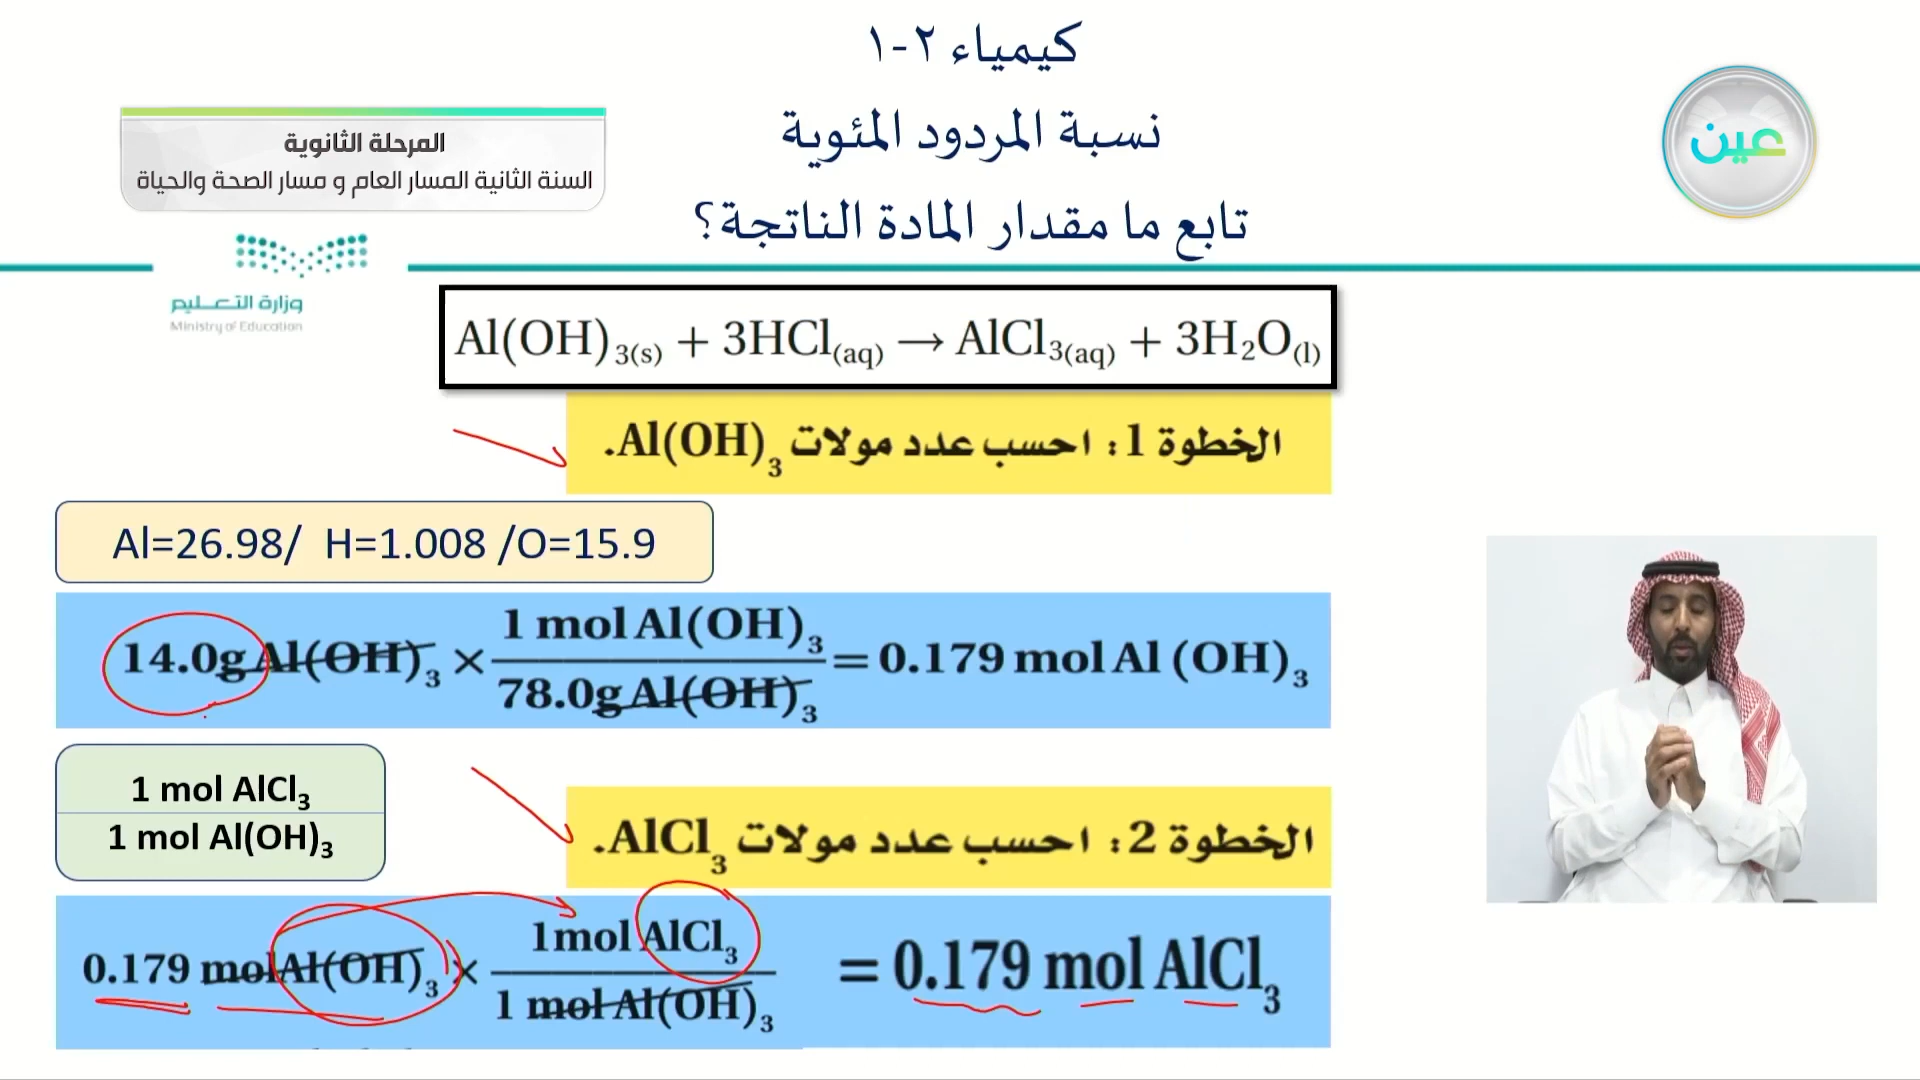 كيمياء ٢-١
نسبة المردود المئوية
تابع ما مقدار المادة الناتجة؟
عين
المرحلة الثانوية
السنة الثانية المسار العام و مسار الصحة والحياة
وزارة التعـــليم
Ministry of Education
Al(OH)₃(s) + 3HCl(aq) → AlCl₃(aq) + 3H₂O(l)
الخطوة 1: احسب عدد مولات Al(OH)₃.
Al=26.98/ H=1.008 /O=15.9
14.0g Al(OH)₃ × 1 mol Al(OH)₃ / 78.0g Al(OH)₃ = 0.179 mol Al (OH)₃
1 mol AlCl₃
1 mol Al(OH)₃
الخطوة 2: احسب عدد مولات AlCl₃.
0.179 mol Al(OH)₃ × 1mol AlCl₃ / 1 mol Al(OH)₃ = 0.179 mol AlCl₃